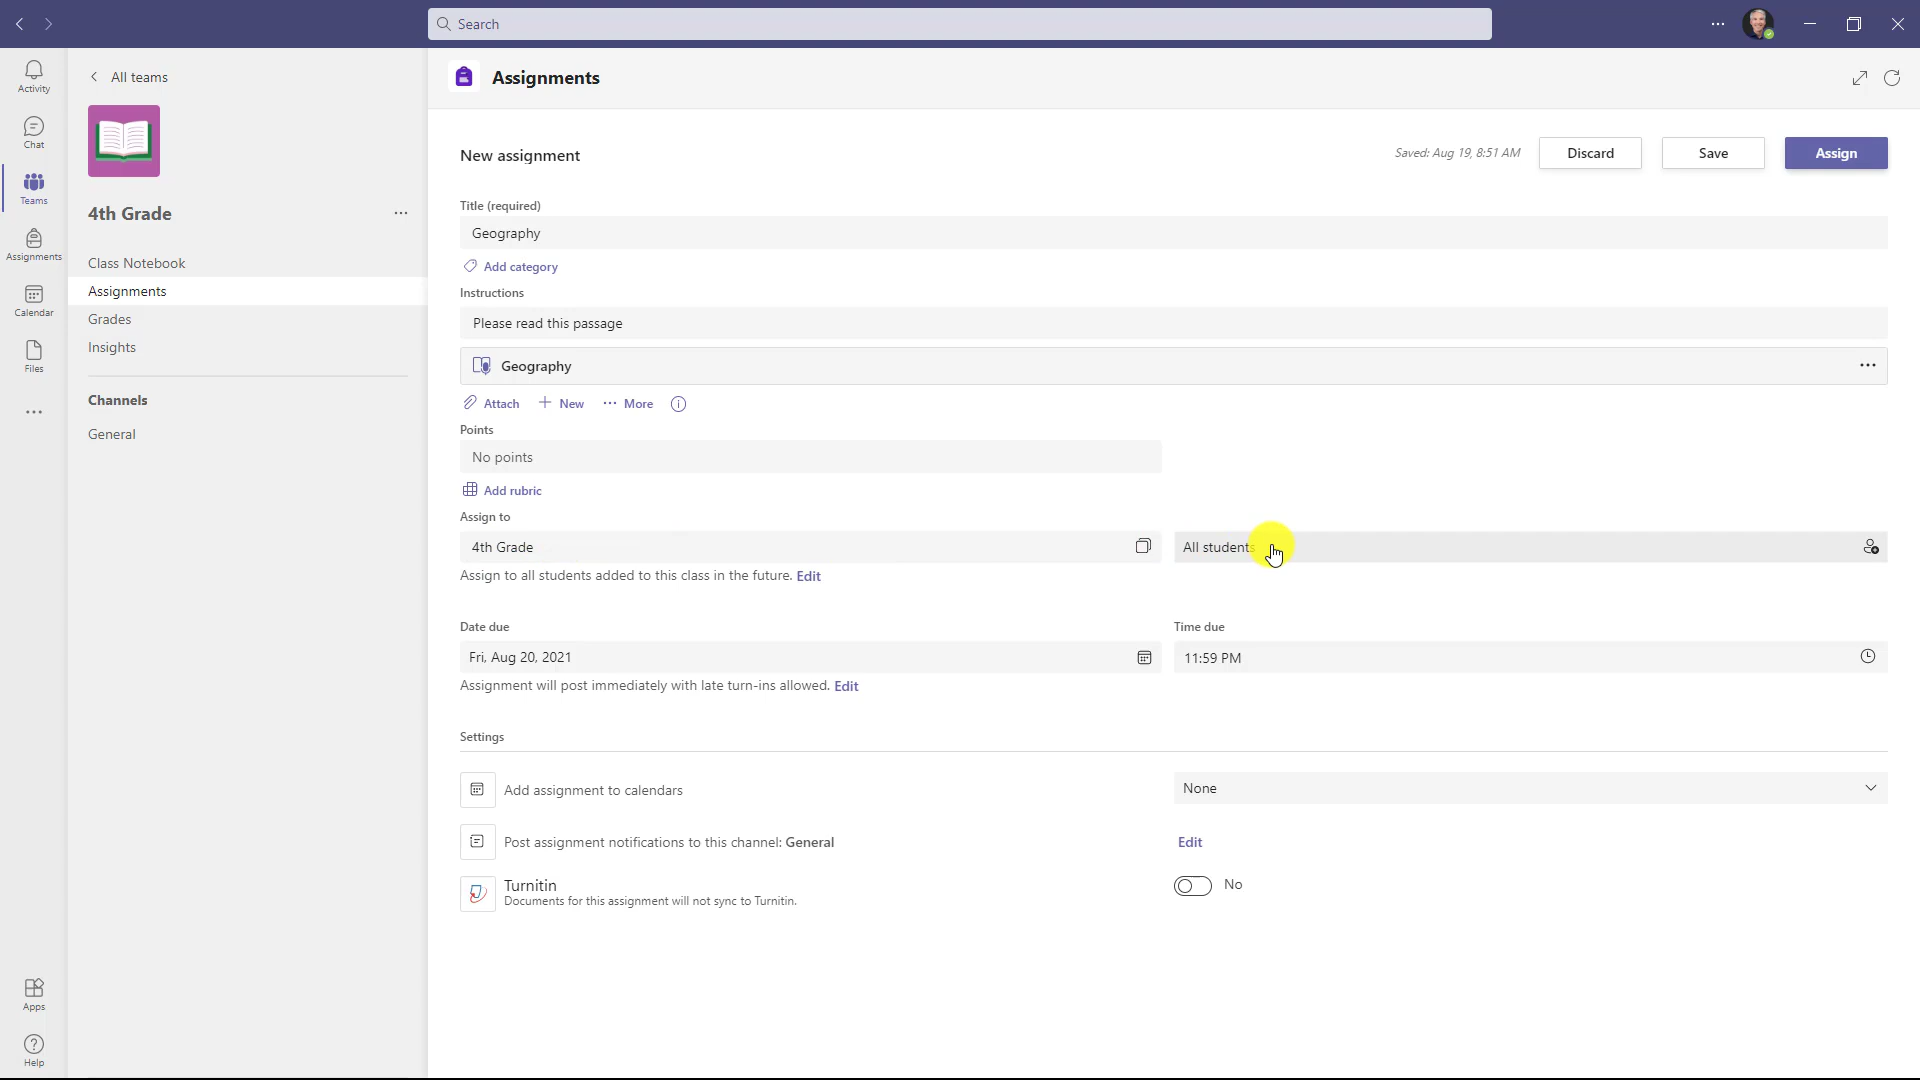 Search
Activity
Chat
Teams
Assignments
Calendar
Files
Apps
Help
All teams
4th Grade
Class Notebook
Assignments
Grades
Insights
Channels
General
Assignments
New assignment
Saved: Aug 19, 8:51 AM
Discard
Save
Assign
Title (required)
Geography
Add category
Instructions
Please read this passage
Geography
Attach
New
More
Points
No points
Add rubric
Assign to
4th Grade
All students
Assign to all students added to this class in the future. Edit
Date due
Time due
Fri, Aug 20, 2021
11:59 PM
Assignment will post immediately with late turn-ins allowed. Edit
Settings
Add assignment to calendars
None
Post assignment notifications to this channel: General
Edit
Turnitin
No
Documents for this assignment will not sync to Turnitin.